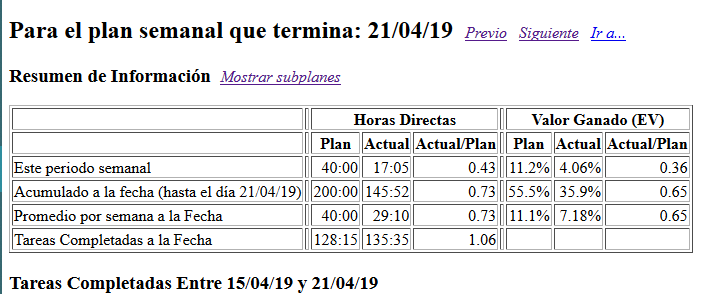 Para el plan semanal que termina: 21/04/19 Previo Siguiente Ir a...
Resumen de Información Mostrar subplanes
Horas Directas Valor Ganado (EV)
Plan Actual Actual/Plan Plan Actual Actual/Plan
Este periodo semanal 40:00 17:05 0.43 11.2% 4.06% 0.36
Acumulado a la fecha (hasta el día 21/04/19) 200:00 145:52 0.73 55.5% 35.9% 0.65
Promedio por semana a la Fecha 40:00 29:10 0.73 11.1% 7.18% 0.65
Tareas Completadas a la Fecha 128:15 135:35 1.06
Tareas Completadas Entre 15/04/19 y 21/04/19